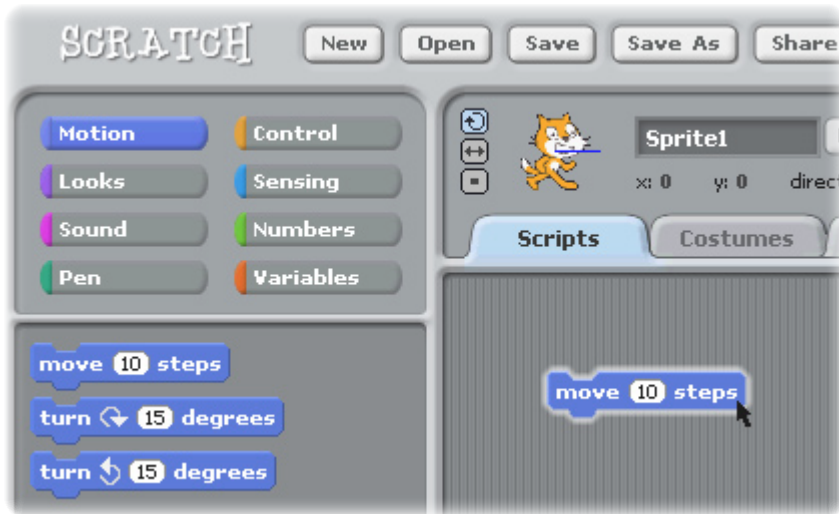 SCRATCH New Open Save Save As Share
Motion Control
Looks Sensing
Sound Numbers
Pen Variables
Sprite1
x: 0 y: 0 direc
Scripts Costumes
move 10 steps
turn 15 degrees
turn 15 degrees
move 10 steps